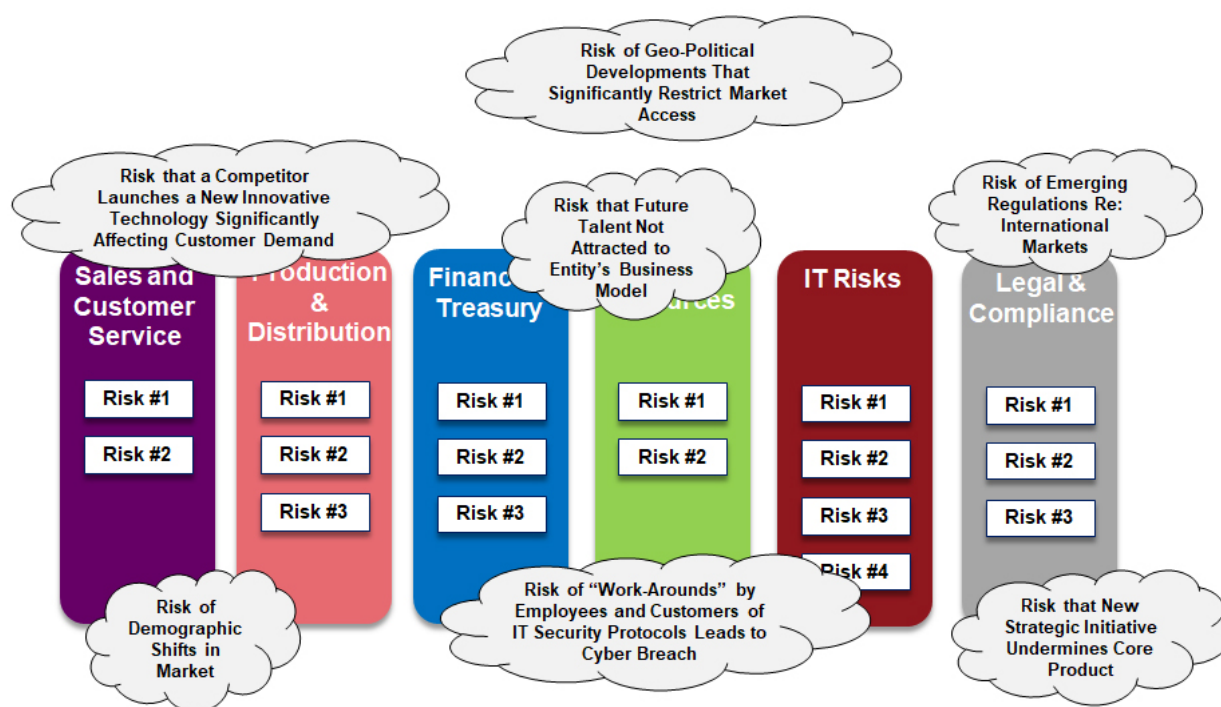 Risk of Geo-Political
Developments That
Significantly Restrict Market
Access
Risk that a Competitor
Launches a New Innovative
Technology Significantly
Affecting Customer Demand
Risk that Future
Talent Not
Attracted to
Entity's Business
Model
Risk of Emerging
Regulations Re:
International
Markets
Sales and
Customer
Service
Risk #1
Risk #2
Production
&
Distribution
Risk #1
Risk #2
Risk #3
Treasury
Risk #1
Risk #2
Risk #3
Risk #1
Risk #2
IT Risks
Risk #1
Risk #2
Risk #3
Risk #4
Legal &
Compliance
Risk #1
Risk #2
Risk #3
Risk of
Demographic
Shifts in
Market
Risk of “Work-Arounds” by
Employees and Customers of
IT Security Protocols Leads to
Cyber Breach
Risk that New
Strategic Initiative
Undermines Core
Product